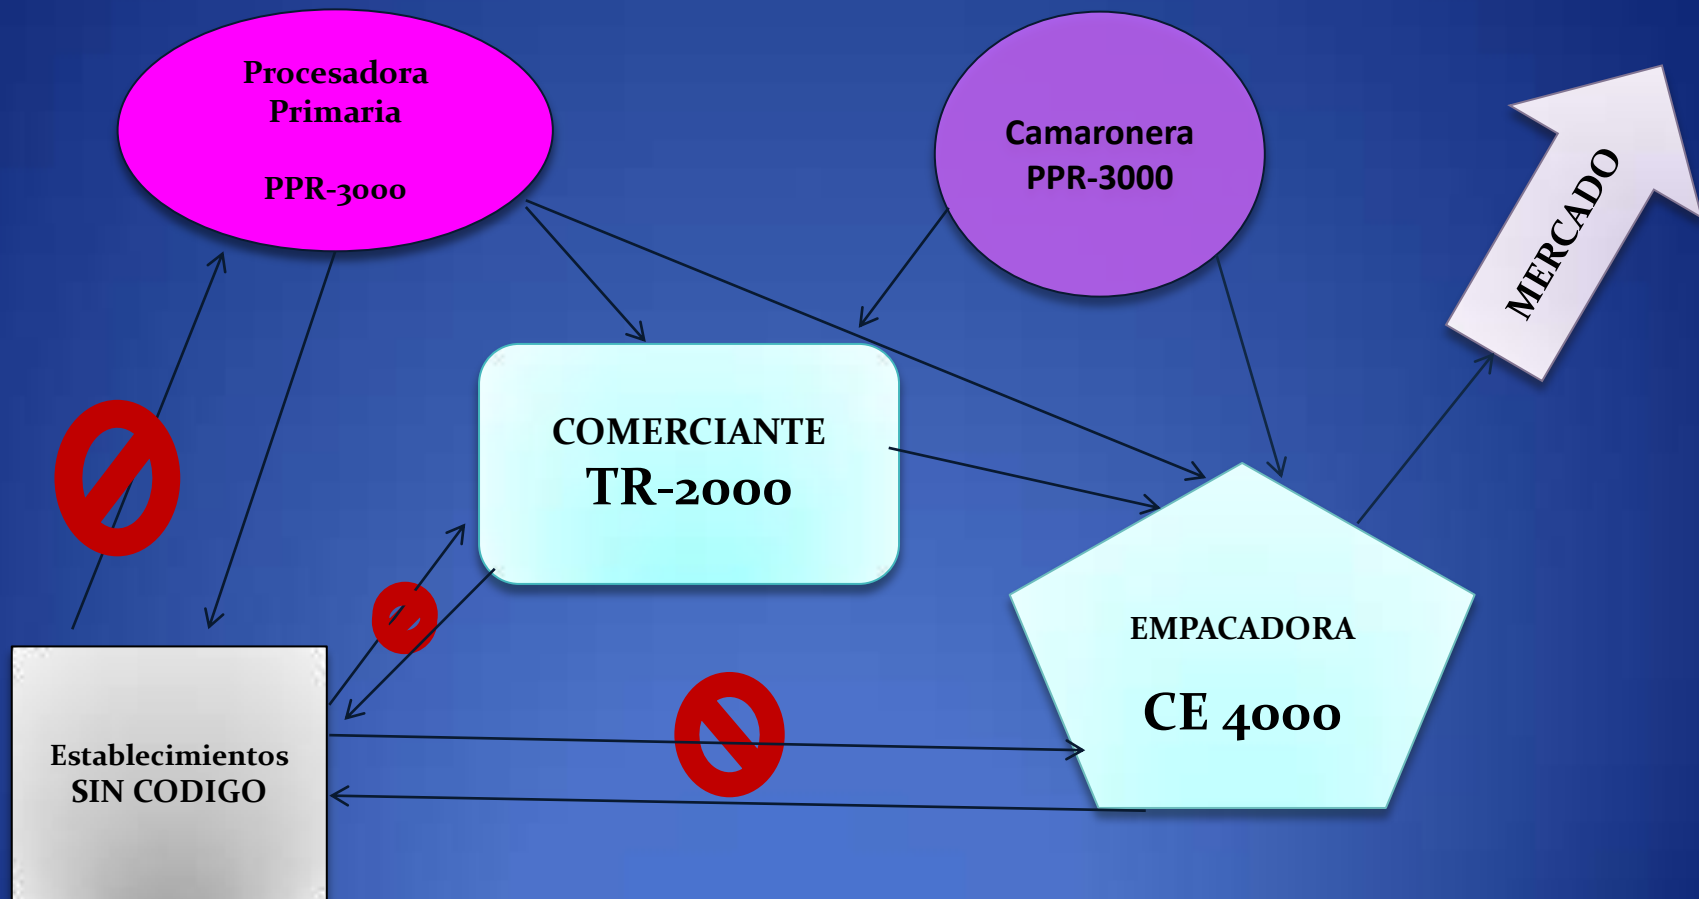 Procesadora
Primaria
PPR-3000
Camaronera
PPR-3000
MERCADO
COMERCIANTE
TR-2000
EMPACADORA
CE 4000
Establecimientos
SIN CODIGO